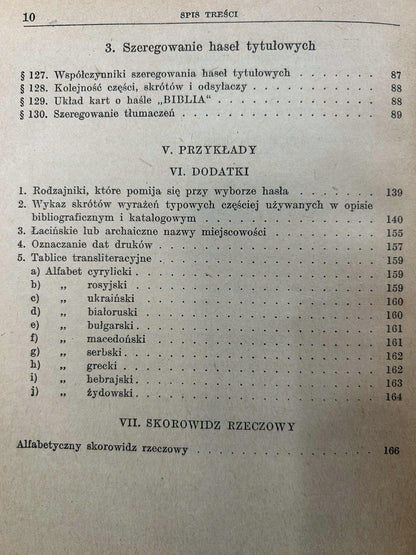 10 SPIS TREŚCI
3. Szeregowanie haseł tytułowych
§ 127. Współczynniki szeregowania haseł tytułowych . . . . . . . 87
§ 128. Kolejność części, skrótów i odsyłaczy . . . . . . . . . . . 88
§ 129. Układ kart o haśle „BIBLIA“ . . . . . . . . . . . . . . . 88
§ 130. Szeregowanie tłumaczeń . . . . . . . . . . . . . . . . . 89
V. PRZYKŁADY
VI. DODATKI
1. Rodzajniki, które pomija się przy wyborze hasła . . . . . . . 139
2. Wykaz skrótów wyrażeń typowych częściej używanych w opisie
bibliograficznym i katalogowym . . . . . . . . . . . . . . 140
3. Łacińskie lub archaiczne nazwy miejscowości . . . . . . . . . 155
4. Oznaczanie dat druków . . . . . . . . . . . . . . . . . . . 157
5. Tablice transliteracyjne . . . . . . . . . . . . . . . . . . . 159
a) Alfabet cyrylicki . . . . . . . . . . . . . . . . . . . . . 159
b) „ rosyjski . . . . . . . . . . . . . . . . . . . . . 159
c) „ ukraiński . . . . . . . . . . . . . . . . . . . . 160
d) „ białoruski . . . . . . . . . . . . . . . . . . . . 160
e) „ bułgarski . . . . . . . . . . . . . . . . . . . . . 161
f) „ macedoński . . . . . . . . . . . . . . . . . . . 161
g) „ serbski . . . . . . . . . . . . . . . . . . . . . . 162
h) „ grecki . . . . . . . . . . . . . . . . . . . . . . 162
i) „ hebrajski . . . . . . . . . . . . . . . . . . . . . 163
j) „ żydowski . . . . . . . . . . . . . . . . . . . . . 164
VII. SKOROWIDZ RZECZOWY
Alfabetyczny skorowidz rzeczowy . . . . . . . . . . . . . . . 166